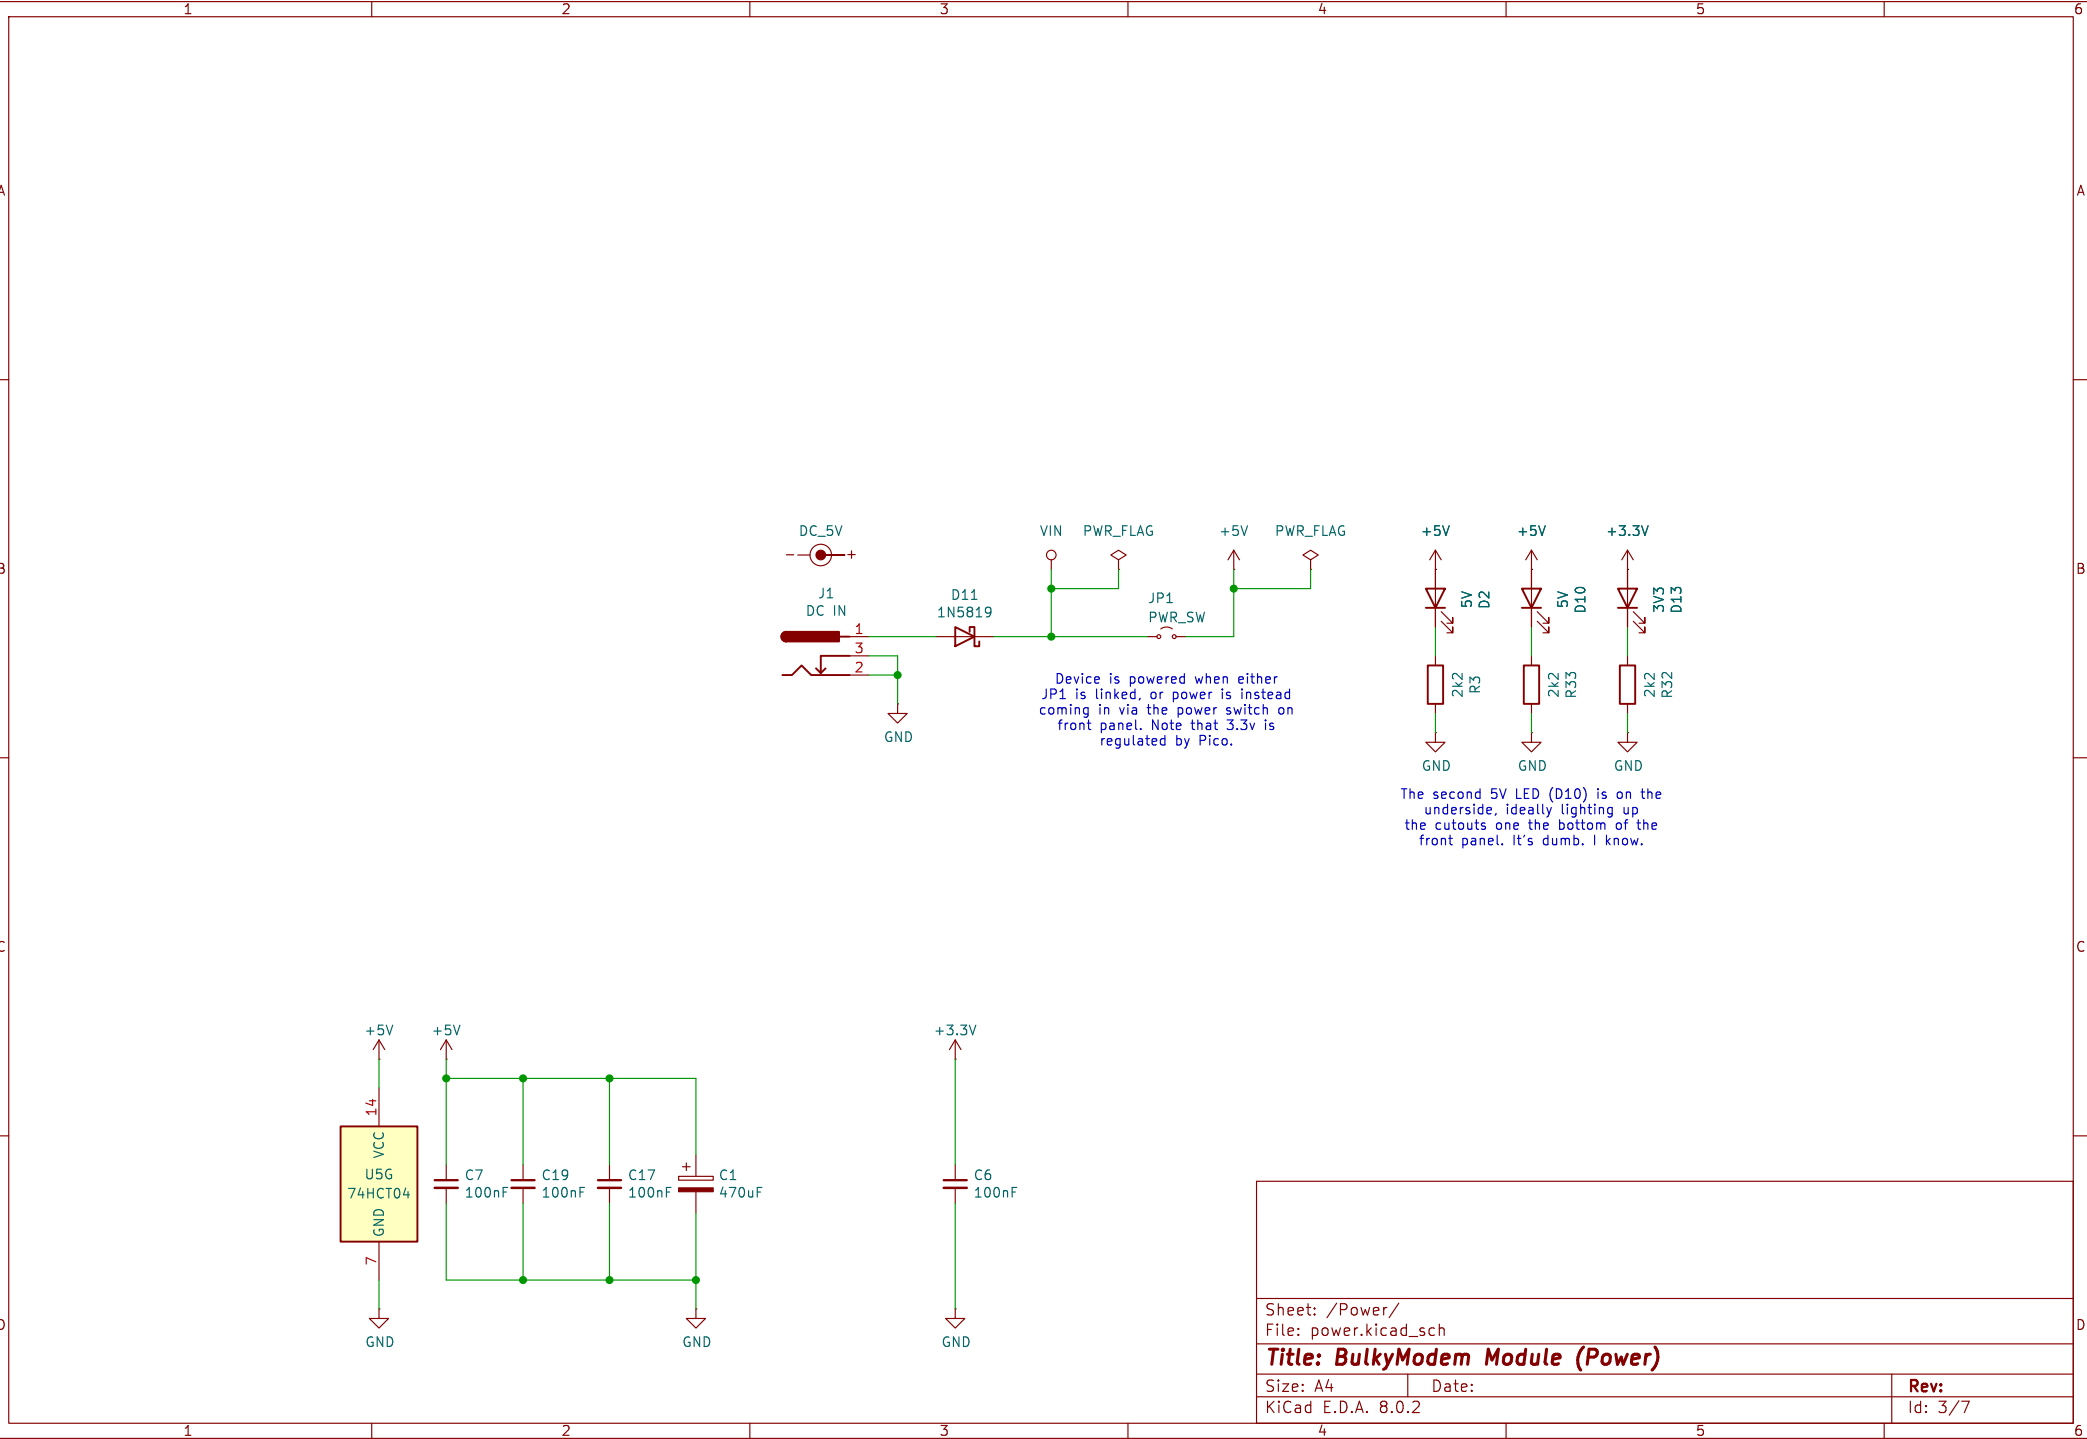 1 2 3 4 5 6
A A
DC_5V
- +
J1
DC IN
1
3
2
GND
D11
1N5819
VIN
PWR_FLAG
+5V
PWR_FLAG
JP1
PWR_SW
Device is powered when either
JP1 is linked, or power is instead
coming in via the power switch on
front panel. Note that 3.3v is
regulated by Pico.
+5V
5V
D2
2k2
R3
GND
+5V
5V
D10
2k2
R33
GND
+3.3V
3V3
D13
2k2
R32
GND
B B
The second 5V LED (D10) is on the
underside, ideally lighting up
the cutouts one the bottom of the
front panel. It's dumb. I know.
C C
+5V
14
VCC
U5G
74HCT04
GND
7
GND
+5V
C7
100nF
C19
100nF
C17
100nF
+
C1
470uF
GND
+3.3V
C6
100nF
GND
D D
Sheet: /Power/
File: power.kicad_sch
Title: BulkyModem Module (Power)
Size: A4 Date: Rev:
KiCad E.D.A. 8.0.2 Id: 3/7
1 2 3 4 5 6